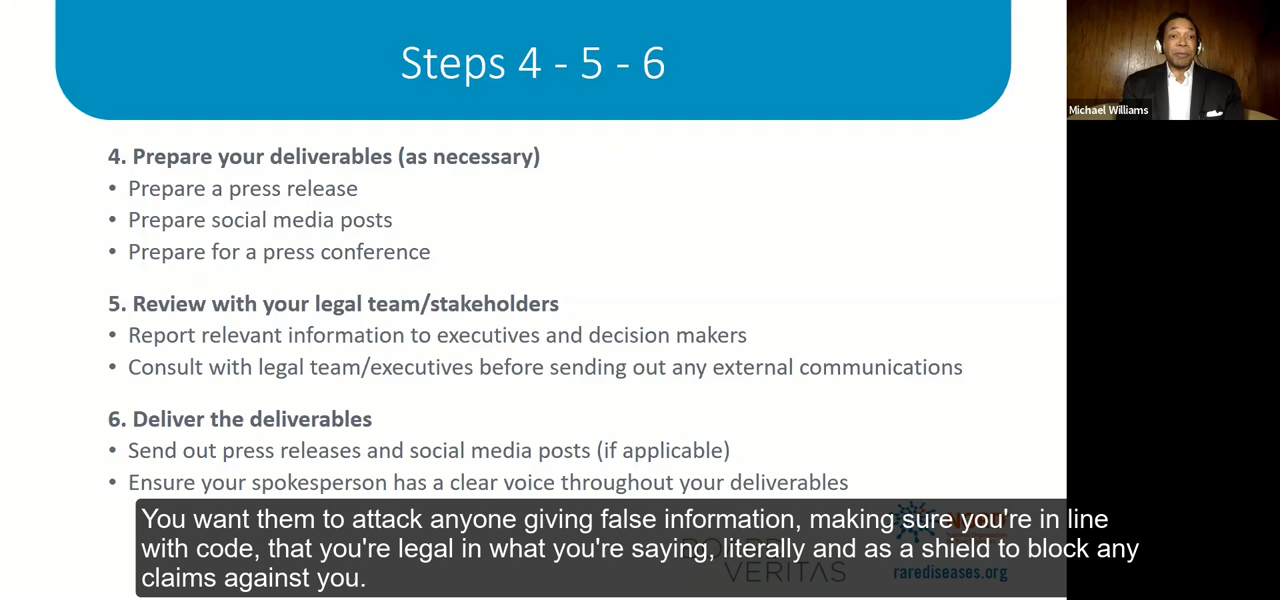 Steps 4 - 5 - 6
Michael Williams
4. Prepare your deliverables (as necessary)
• Prepare a press release
• Prepare social media posts
• Prepare for a press conference
5. Review with your legal team/stakeholders
• Report relevant information to executives and decision makers
• Consult with legal team/executives before sending out any external communications
6. Deliver the deliverables
• Send out press releases and social media posts (if applicable)
• Ensure your spokesperson has a clear voice throughout your deliverables
You want them to attack anyone giving false information, making sure you're in line
with code, that you're legal in what you're saying, literally and as a shield to block any
claims against you.
VERITAS
rarediseases.org